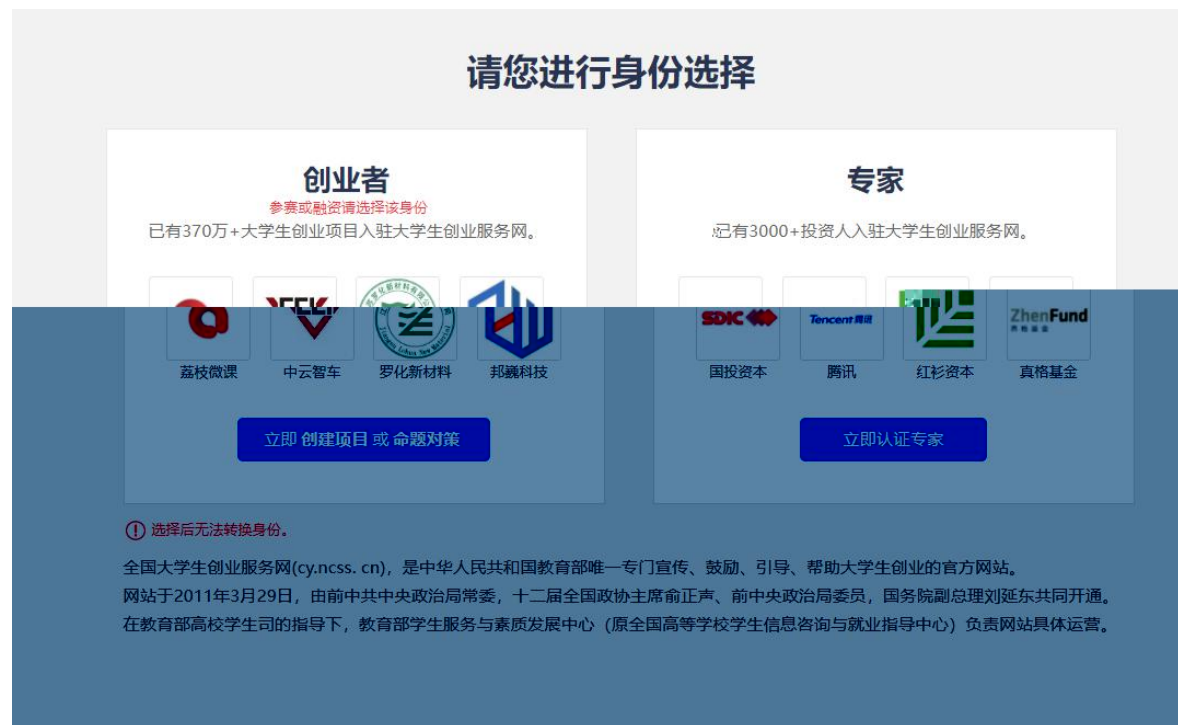 请您进行身份选择
创业者
参赛或融资请选择该身份
已有370万+大学生创业项目入驻大学生创业服务网。
荔枝微课
中云智车
罗化新材料
邦巍科技
立即 创建项目 或 命题对策
专家
已有3000+投资人入驻大学生创业服务网。
SDIC
Tencent 腾讯
ZhenFund
真格基金
国投资本
腾讯
红衫资本
真格基金
立即认证专家
选择后无法转换身份。
全国大学生创业服务网(cy.ncss. cn)，是中华人民共和国教育部唯一专门宣传、鼓励、引导、帮助大学生创业的官方网站。
网站于2011年3月29日，由前中共中央政治局常委，十二届全国政协主席俞正声、前中央政治局委员，国务院副总理刘延东共同开通。
在教育部高校学生司的指导下，教育部学生服务与素质发展中心（原全国高等学校学生信息咨询与就业指导中心）负责网站具体运营。